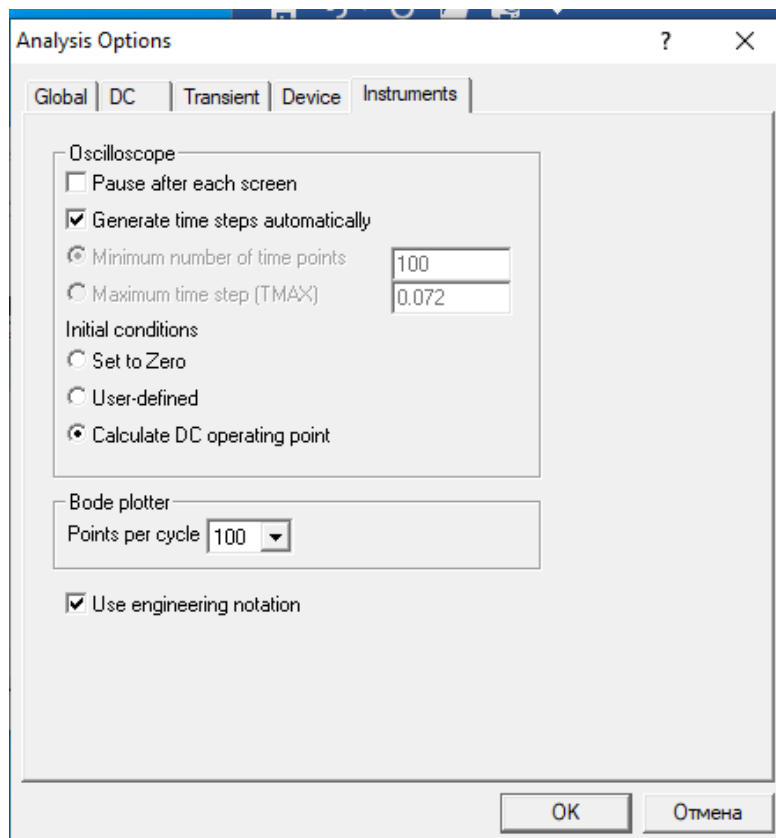 Analysis Options
Global DC Transient Device Instruments
Oscilloscope
Pause after each screen
Generate time steps automatically
Minimum number of time points 100
Maximum time step (TMAX) 0.072
Initial conditions
Set to Zero
User-defined
Calculate DC operating point
Bode plotter
Points per cycle 100
Use engineering notation
OK Отмена